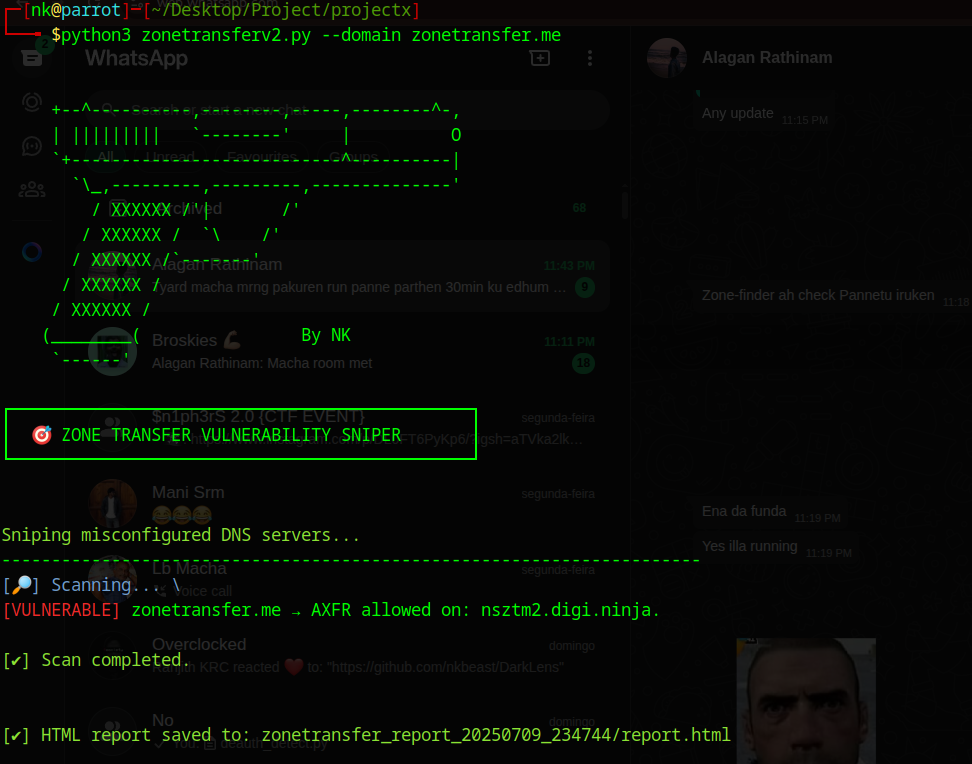 [nk@parrot]─[~/Desktop/Project/projectx]
$python3 zonetransferv2.py --domain zonetransfer.me
WhatsApp
Alagan Rathinam
Any update 11:15 PM
+--^----------,--------,-----,--------^-,
| |||||||||   `--------'     |          O
`+---------------------------^----------|
`\_,---------,---------,--------------'
/ XXXXXX /'|       /'
/ XXXXXX /  `\    /'
/ XXXXXX /`-------'
/ XXXXXX /
/ XXXXXX /
(________(                By NK
`------'
All Unread Favourites Groups
Archived 68
Alagan Rathinam 11:43 PM
yard macha mrng pakuren run panne parthen 30min ku edhum ... 9
Zone-finder ah check Pannetu iruken 11:18
Broskies 💪🏿 11:11 PM
Alagan Rathinam: Macha room met 18
$n1ph3rS 2.0 {CTF EVENT} segunda-feira
🎯 ZONE TRANSFER VULNERABILITY SNIPER
FT6PyKp6/?igsh=aTVka2lk...
Mani Srm segunda-feira
😂😂😂
Ena da funda 11:19 PM
Yes illa running 11:19 PM
Sniping misconfigured DNS servers...
----------------------------------------------------------------------
Lb Macha domingo
Voice call
[🔎] Scanning... \
[VULNERABLE] zonetransfer.me → AXFR allowed on: nsztm2.digi.ninja.
Overclocked domingo
[✔] Scan completed.
Ranjith KRC reacted ❤️ to: "https://github.com/nkbeast/DarkLens"
No domingo
[✔] HTML report saved to: zonetransfer_report_20250709_234744/report.html
You: deauth_detect.py